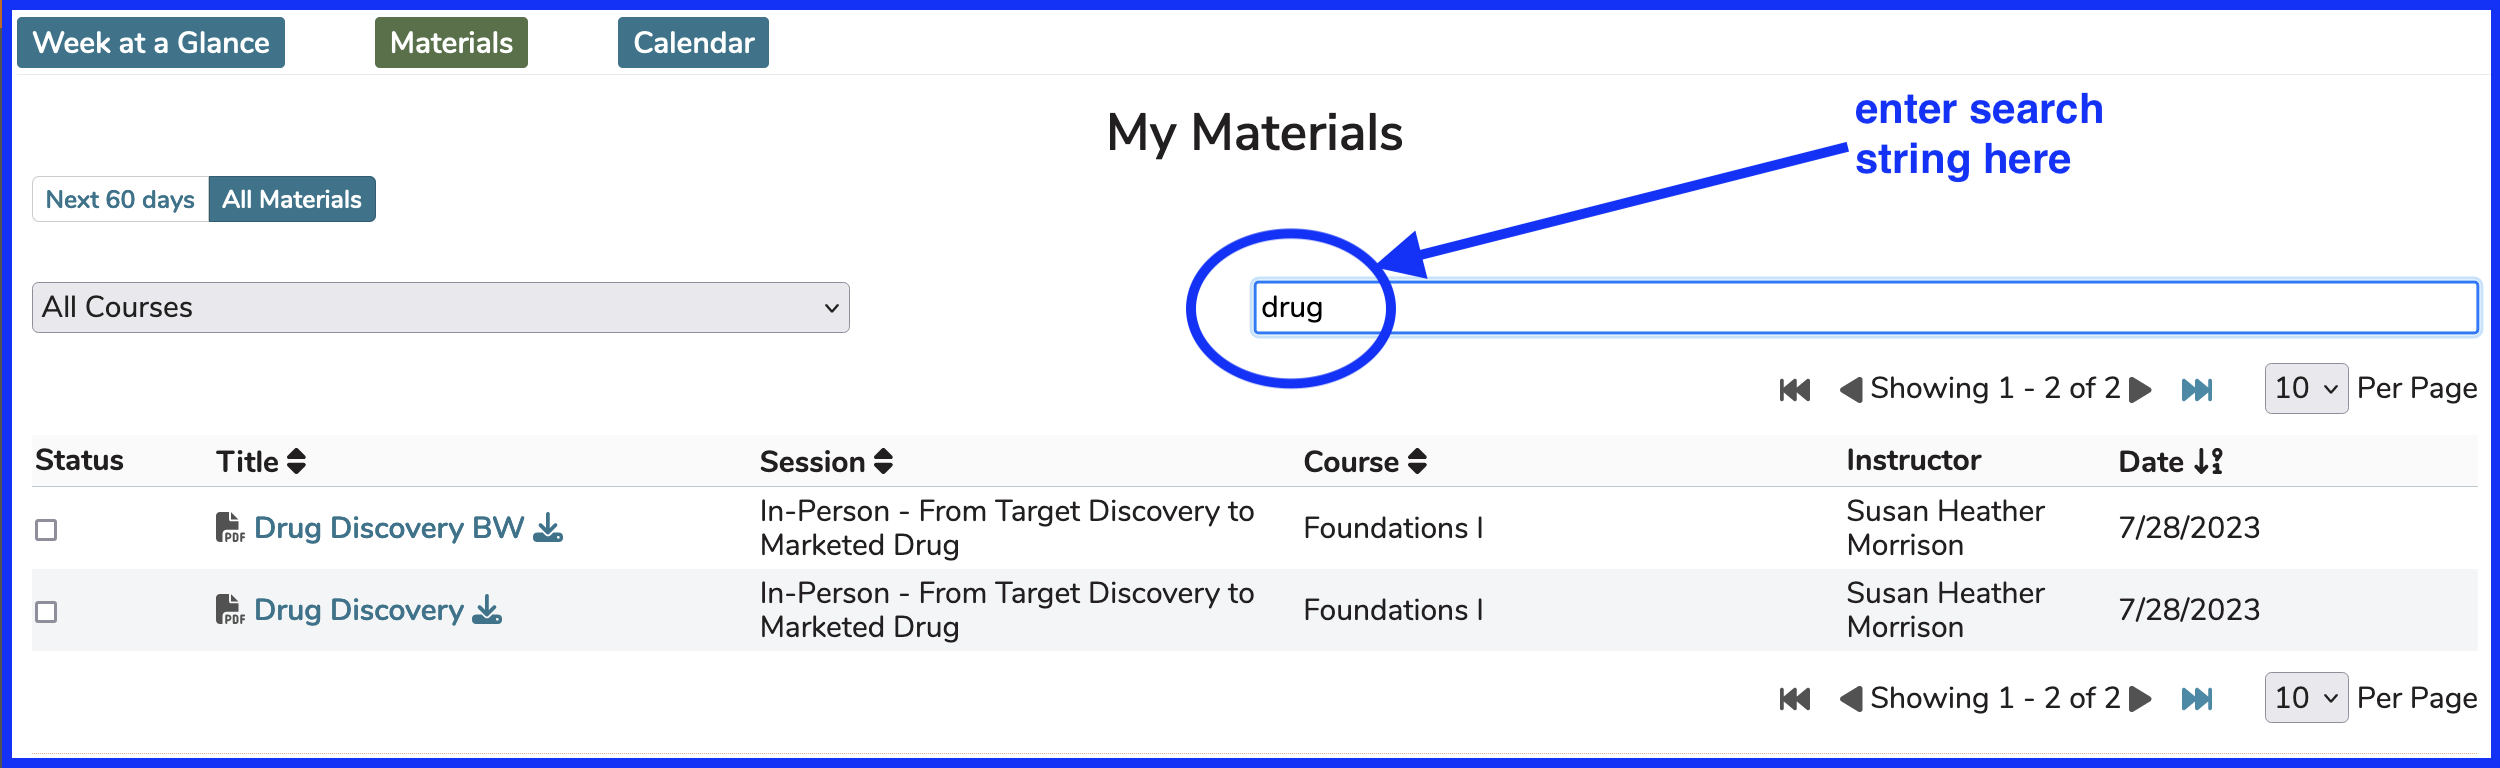 Week at a Glance
Materials
Calendar
My Materials
enter search
string here
Next 60 days
All Materials
All Courses
drug
Showing 1 - 2 of 2
10
Per Page
Status
Title
Session
Course
Instructor
Date
PDF
Drug Discovery BW
In-Person - From Target Discovery to
Marketed Drug
Foundations I
Susan Heather
Morrison
7/28/2023
PDF
Drug Discovery
In-Person - From Target Discovery to
Marketed Drug
Foundations I
Susan Heather
Morrison
7/28/2023
Showing 1 - 2 of 2
10
Per Page